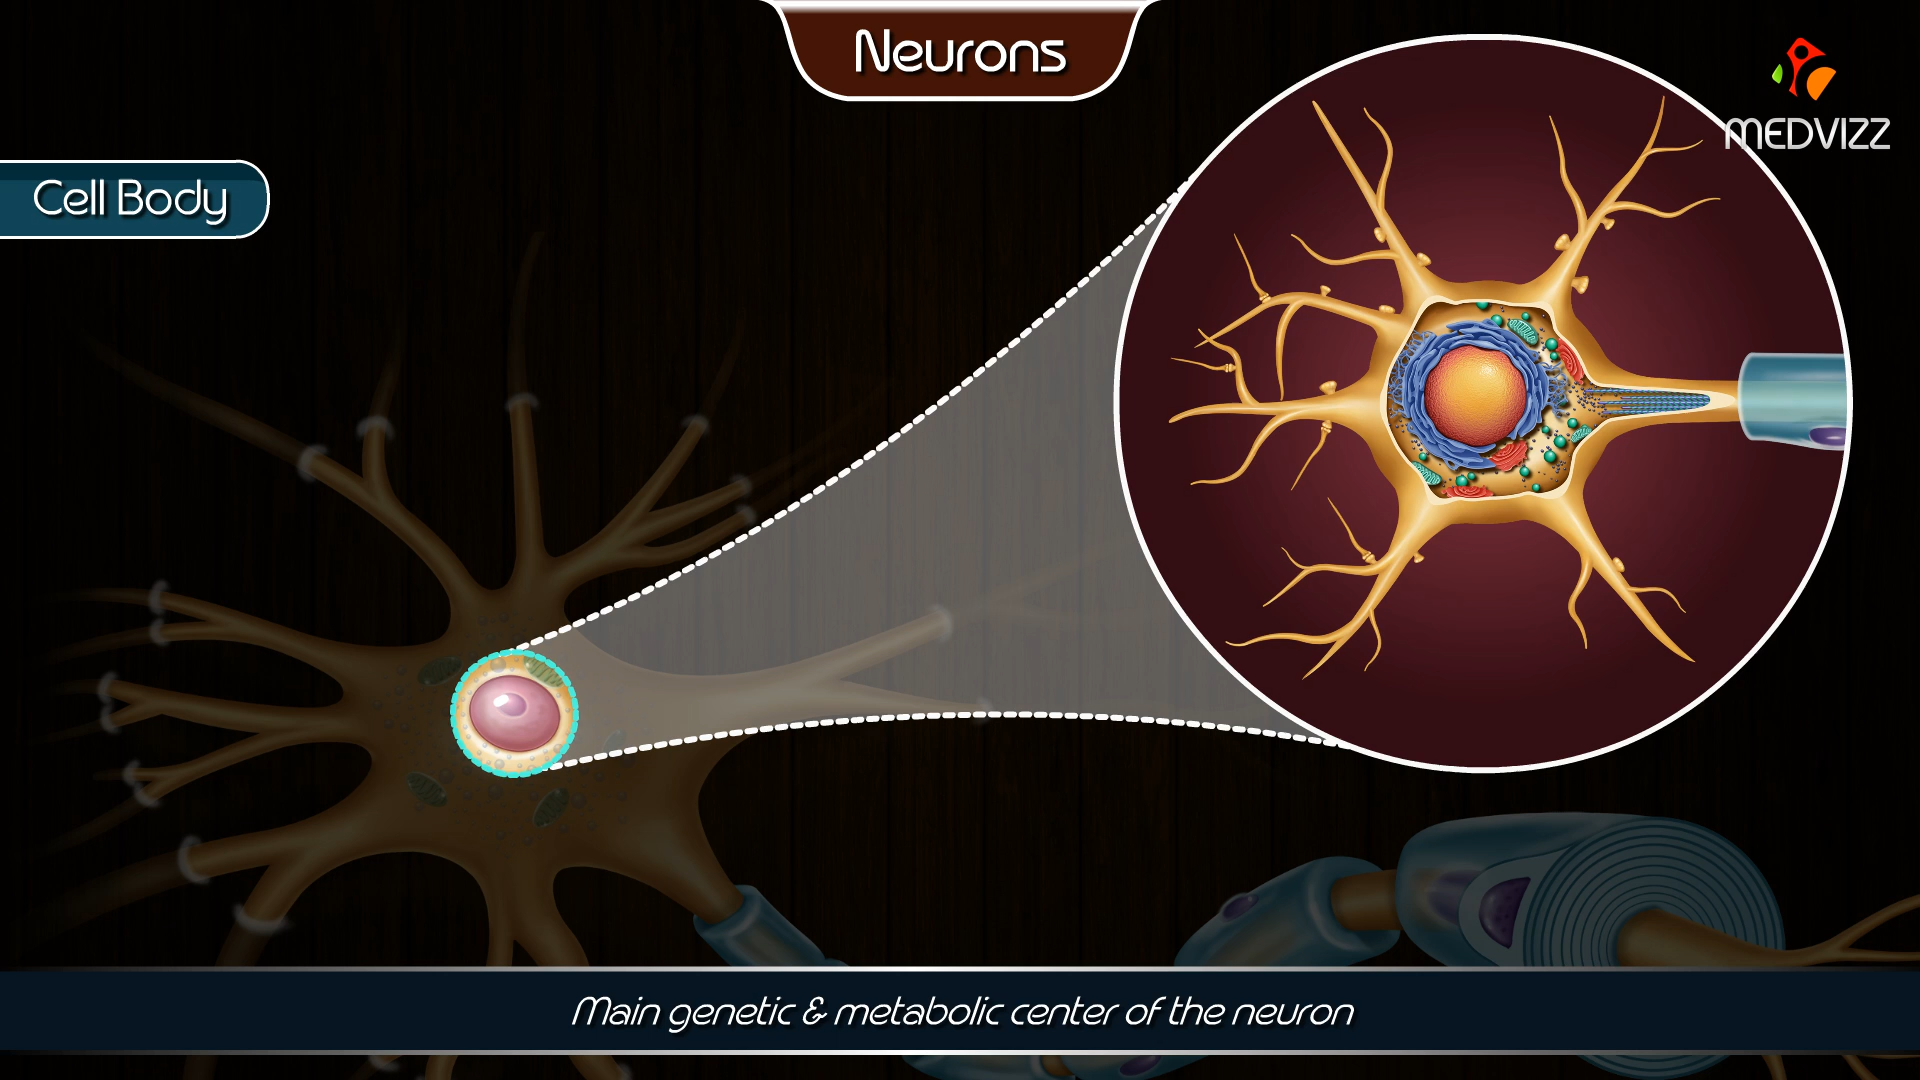 Neurons
MEDVIZZ
Cell Body
Main genetic & metabolic center of the neuron